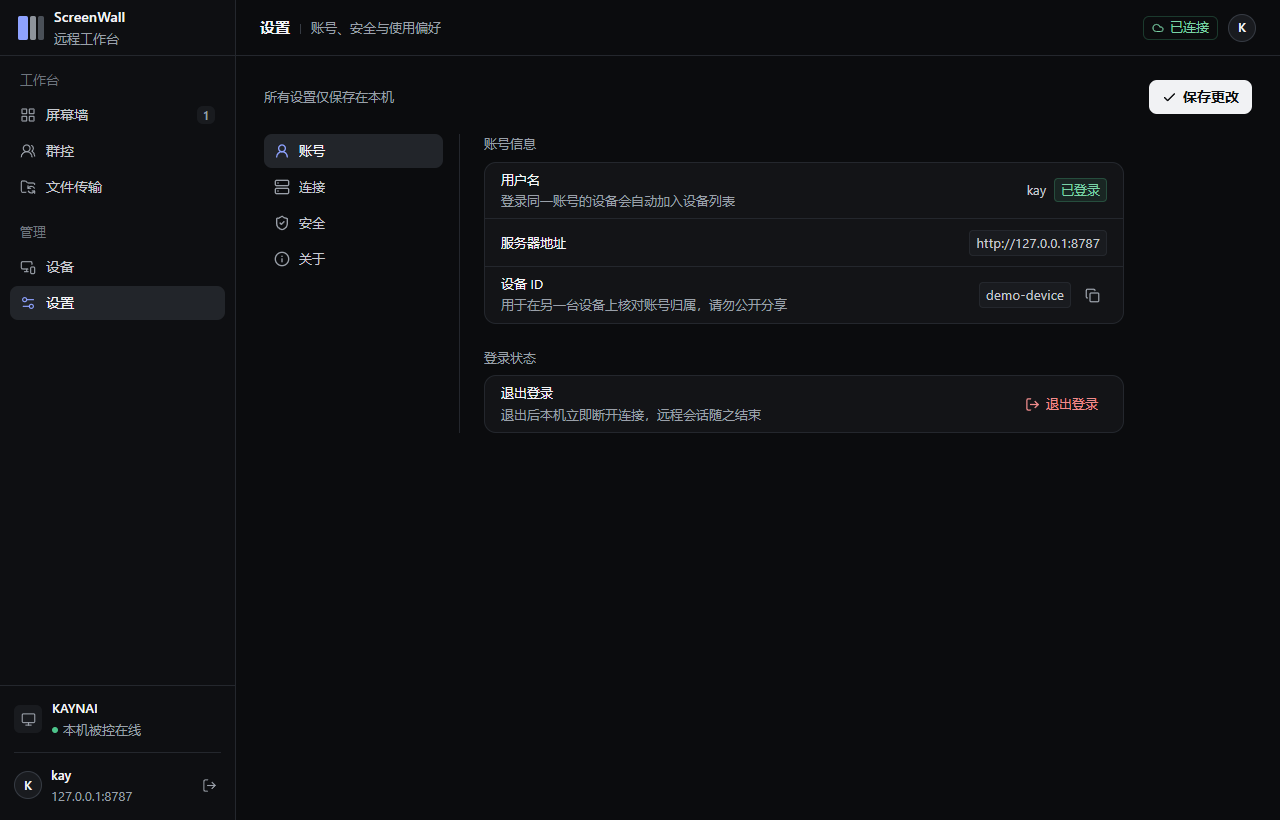 ScreenWall
远程工作台
设置
账号、安全与使用偏好
已连接
K
工作台
屏幕墙
1
群控
文件传输
管理
设备
设置
所有设置仅保存在本机
保存更改
账号
连接
安全
关于
账号信息
用户名
登录同一账号的设备会自动加入设备列表
kay
已登录
服务器地址
http://127.0.0.1:8787
设备 ID
用于在另一台设备上核对账号归属，请勿公开分享
demo-device
登录状态
退出登录
退出后本机立即断开连接，远程会话随之结束
退出登录
KAYNAI
本机被控在线
K
kay
127.0.0.1:8787